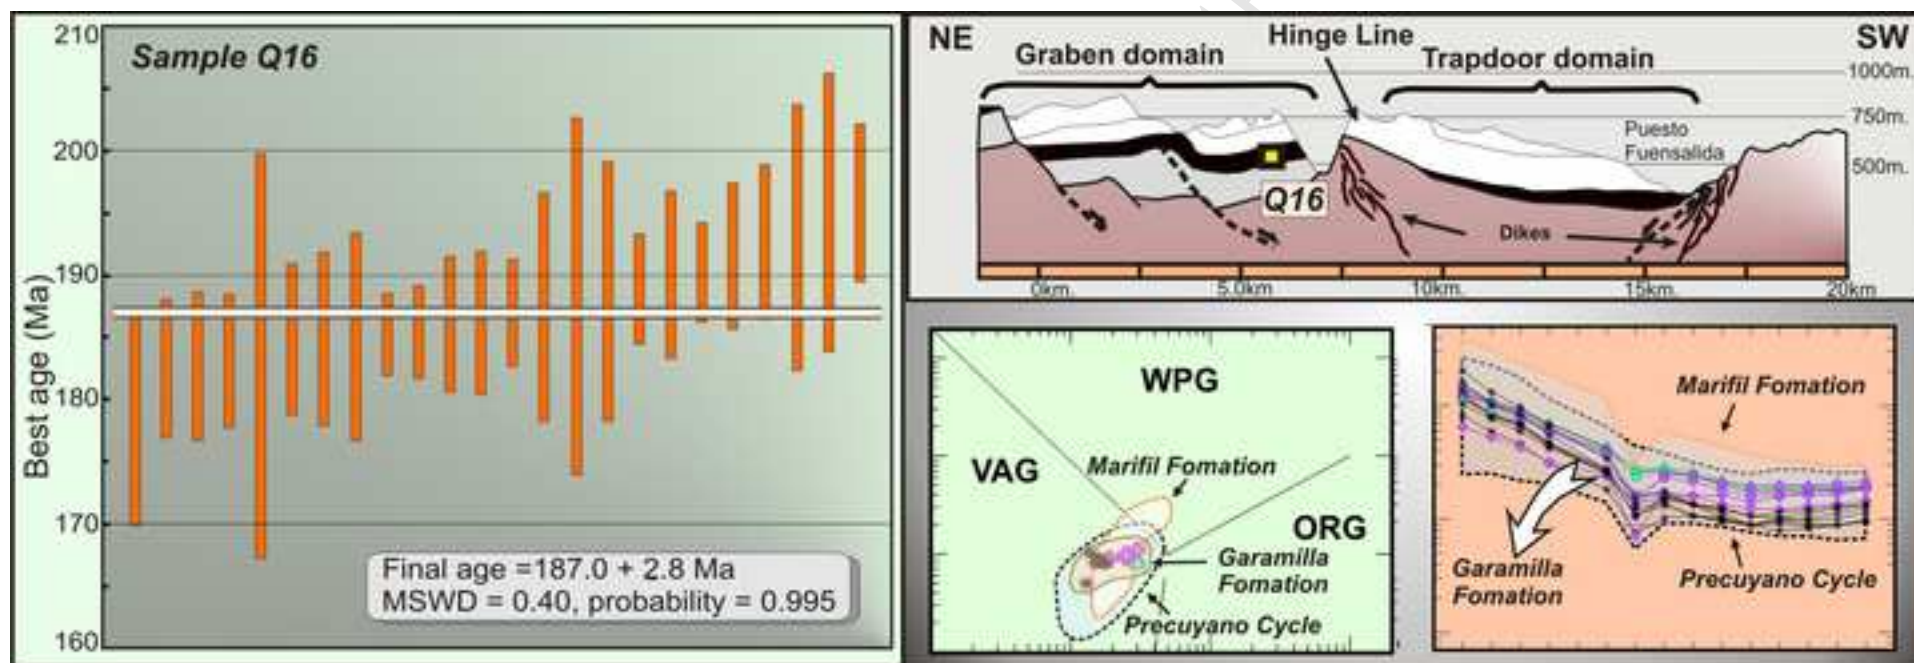 Sample Q16
210
200
190
180
170
160
Best age (Ma)
Final age =187.0 + 2.8 Ma
MSWD = 0.40, probability = 0.995
NE
Hinge Line
SW
Graben domain
Trapdoor domain
1000m.
750m.
500m.
Puesto
Fuensalida
Q16
Dikes
0km.
5.0km
10km.
15km.
20km
WPG
VAG
ORG
Marifil Fomation
Garamilla
Fomation
Precuyano Cycle
Marifil Fomation
Garamilla
Fomation
Precuyano Cycle